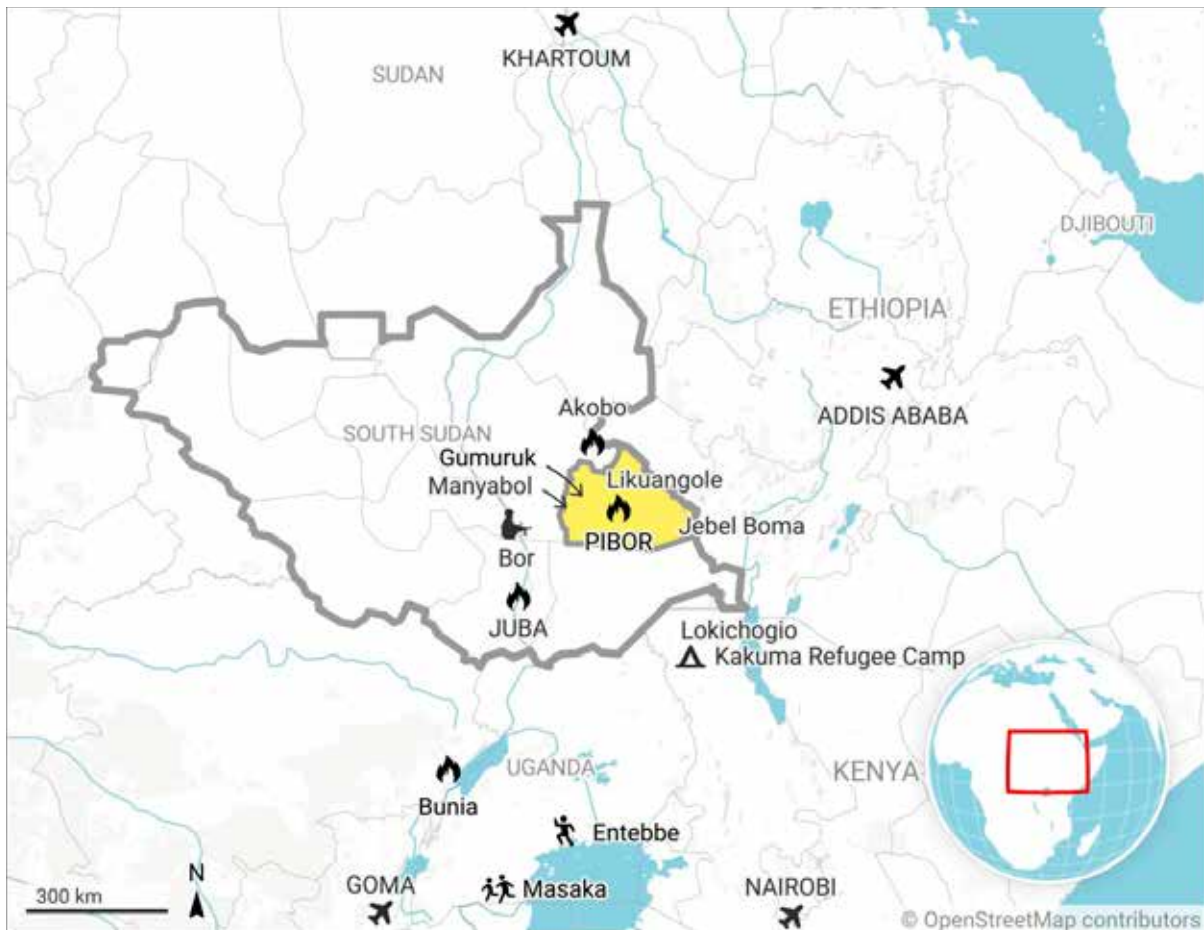 KHARTOUM
SUDAN
DJIBOUTI
ETHIOPIA
ADDIS ABABA
Akobo
SOUTH SUDAN
Gumuruk
Manyabol
Likuangole
Jebel Boma
PIBOR
Bor
JUBA
Lokichogio
Kakuma Refugee Camp
UGANDA
KENYA
Bunia
Entebbe
N
300 km
GOMA
Masaka
NAIROBI
© OpenStreetMap contributors